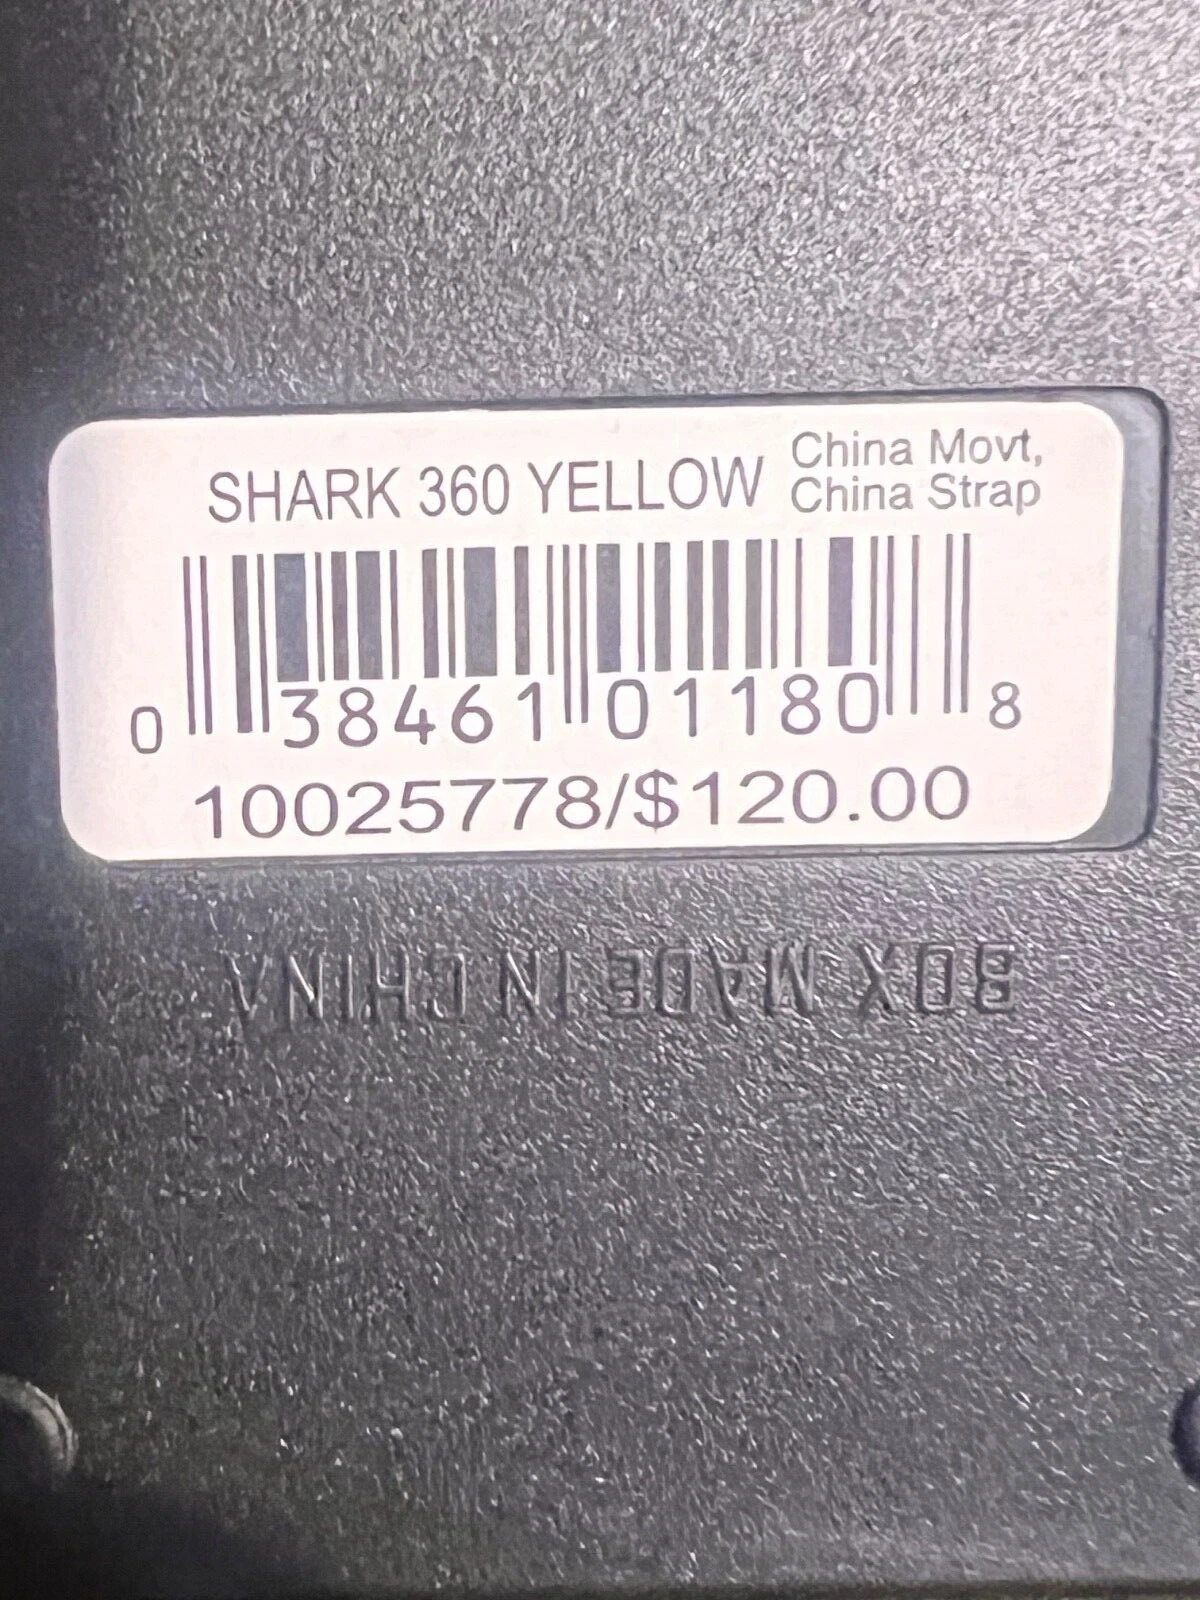 SHARK 360 YELLOW China Movt,
China Strap
0 38461 01180 8
10025778/$120.00
BOX MADE IN CHINA